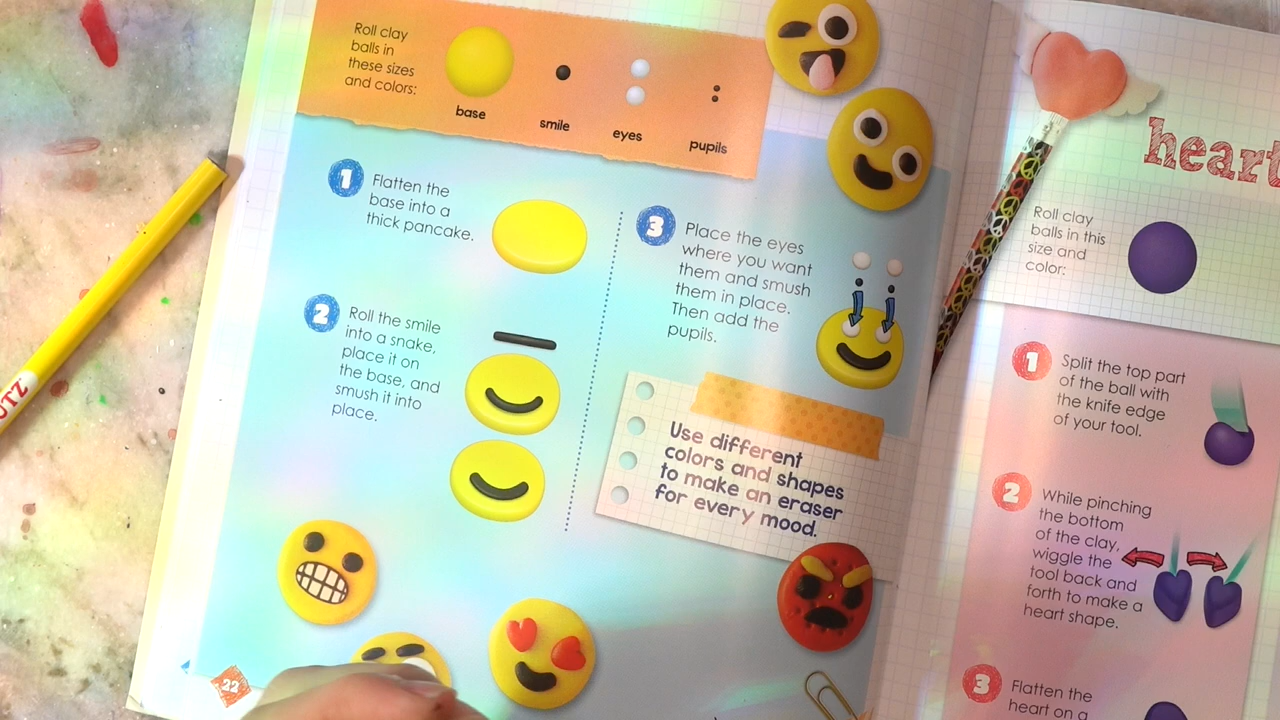 Roll clay
balls in
these sizes
and colors:
base
smile
eyes
pupils
1
Flatten the
base into a
thick pancake.
2
Roll the smile
into a snake,
place it on
the base, and
smush it into
place.
3
Place the eyes
where you want
them and smush
them in place.
Then add the
pupils.
Use different
colors and shapes
to make an eraser
for every mood.
22
heart
Roll clay
balls in this
size and
color:
1
Split the top part
of the ball with
the knife edge
of your tool.
2
While pinching
the bottom
of the clay,
wiggle the
tool back and
forth to make a
heart shape.
3
Flatten the
heart on a
UTZ